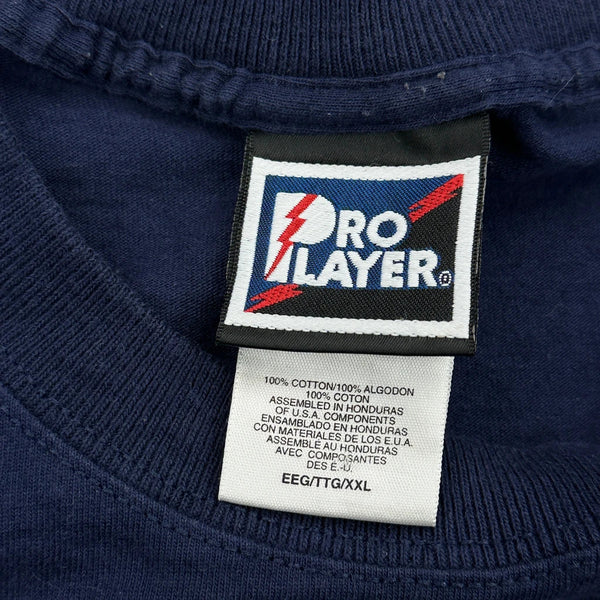 PRO
PLAYER®
100% COTTON/100% ALGODON
100% COTON
ASSEMBLED IN HONDURAS
OF U.S.A. COMPONENTS
ENSAMBLADO EN HONDURAS
CON MATERIALES DE LOS E.U.A.
ASSEMBLÉ AU HONDURAS
AVEC COMPOSANTES
DES É.-U.
EEG/TTG/XXL